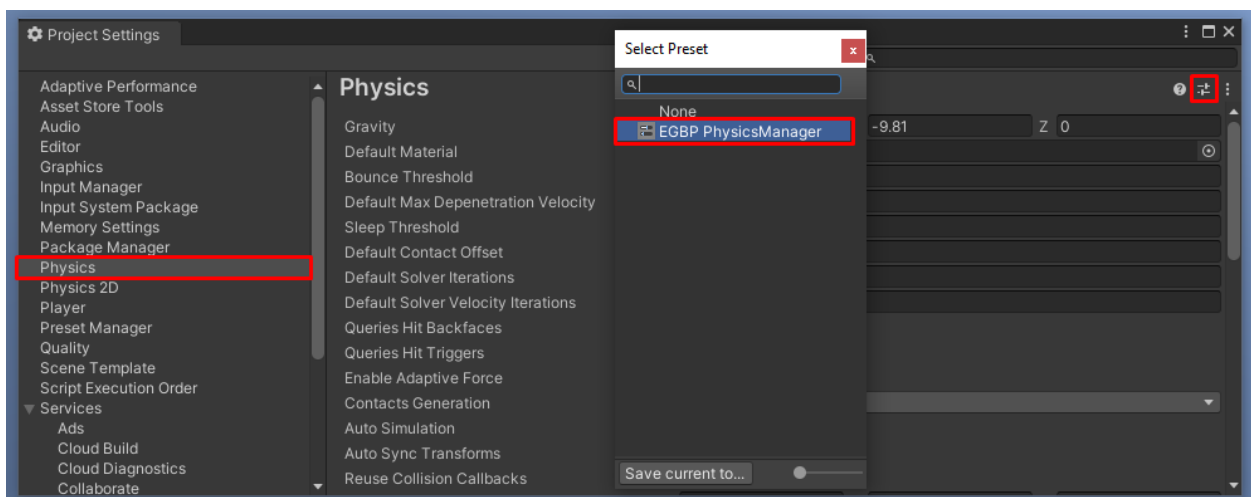 Project Settings
Adaptive Performance
Asset Store Tools
Audio
Editor
Graphics
Input Manager
Input System Package
Memory Settings
Package Manager
Physics
Physics 2D
Player
Preset Manager
Quality
Scene Template
Script Execution Order
Services
Ads
Cloud Build
Cloud Diagnostics
Collaborate
Physics
Gravity
-9.81 Z 0
Default Material
Bounce Threshold
Default Max Depenetration Velocity
Sleep Threshold
Default Contact Offset
Default Solver Iterations
Default Solver Velocity Iterations
Queries Hit Backfaces
Queries Hit Triggers
Enable Adaptive Force
Contacts Generation
Auto Simulation
Auto Sync Transforms
Reuse Collision Callbacks
Select Preset
x
None
EGBP PhysicsManager
Save current to...